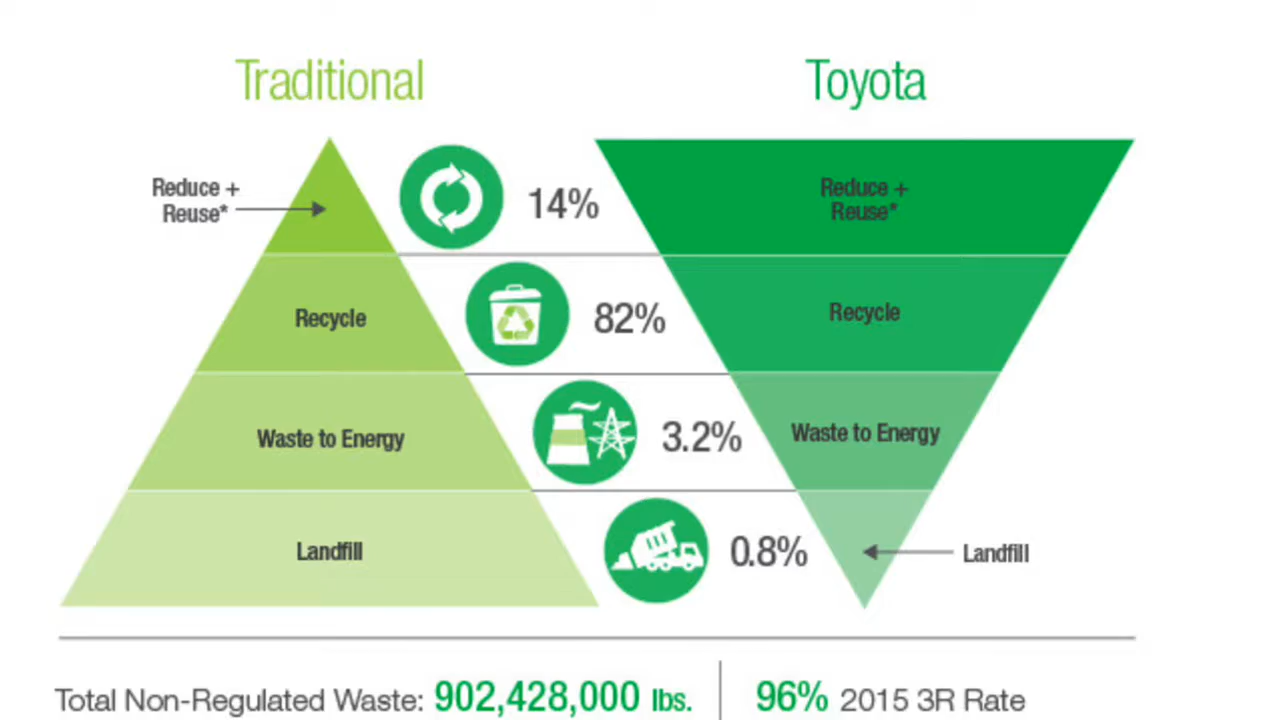 Traditional
Toyota
Reduce +
Reuse*
14%
Reduce +
Reuse*
Recycle
82%
Recycle
Waste to Energy
3.2%
Waste to Energy
Landfill
0.8%
Landfill
Total Non-Regulated Waste: 902,428,000 lbs.
96% 2015 3R Rate